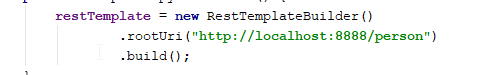 restTemplate = new RestTemplateBuilder()
.rootUri("http://localhost:8888/person")
.build();
}